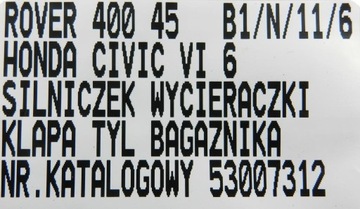 ROVER 400 45 B1/N/11/6
HONDA CIVIC VI 6
SILNICZEK WYCIERACZKI
KLAPA TYL BAGAZNIKA
NR.KATALOGOWY 53007312